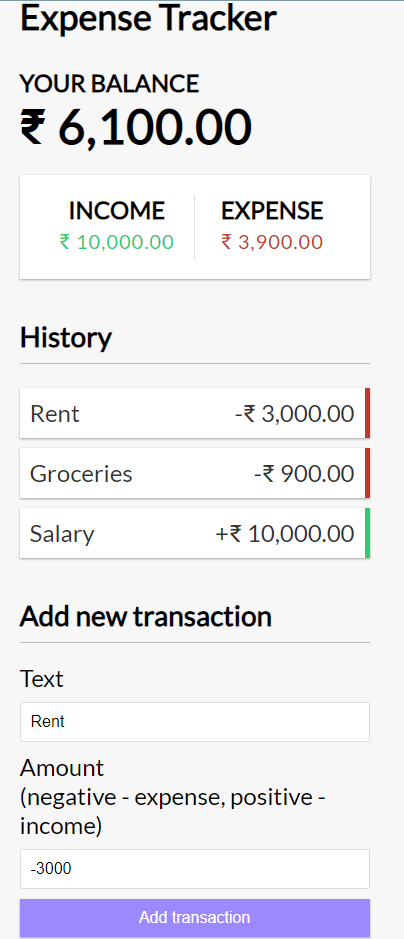 Expense Tracker
YOUR BALANCE
₹ 6,100.00
INCOME EXPENSE
₹ 10,000.00 ₹ 3,900.00
History
Rent -₹ 3,000.00
Groceries -₹ 900.00
Salary +₹ 10,000.00
Add new transaction
Text
Rent
Amount
(negative - expense, positive -
income)
-3000
Add transaction